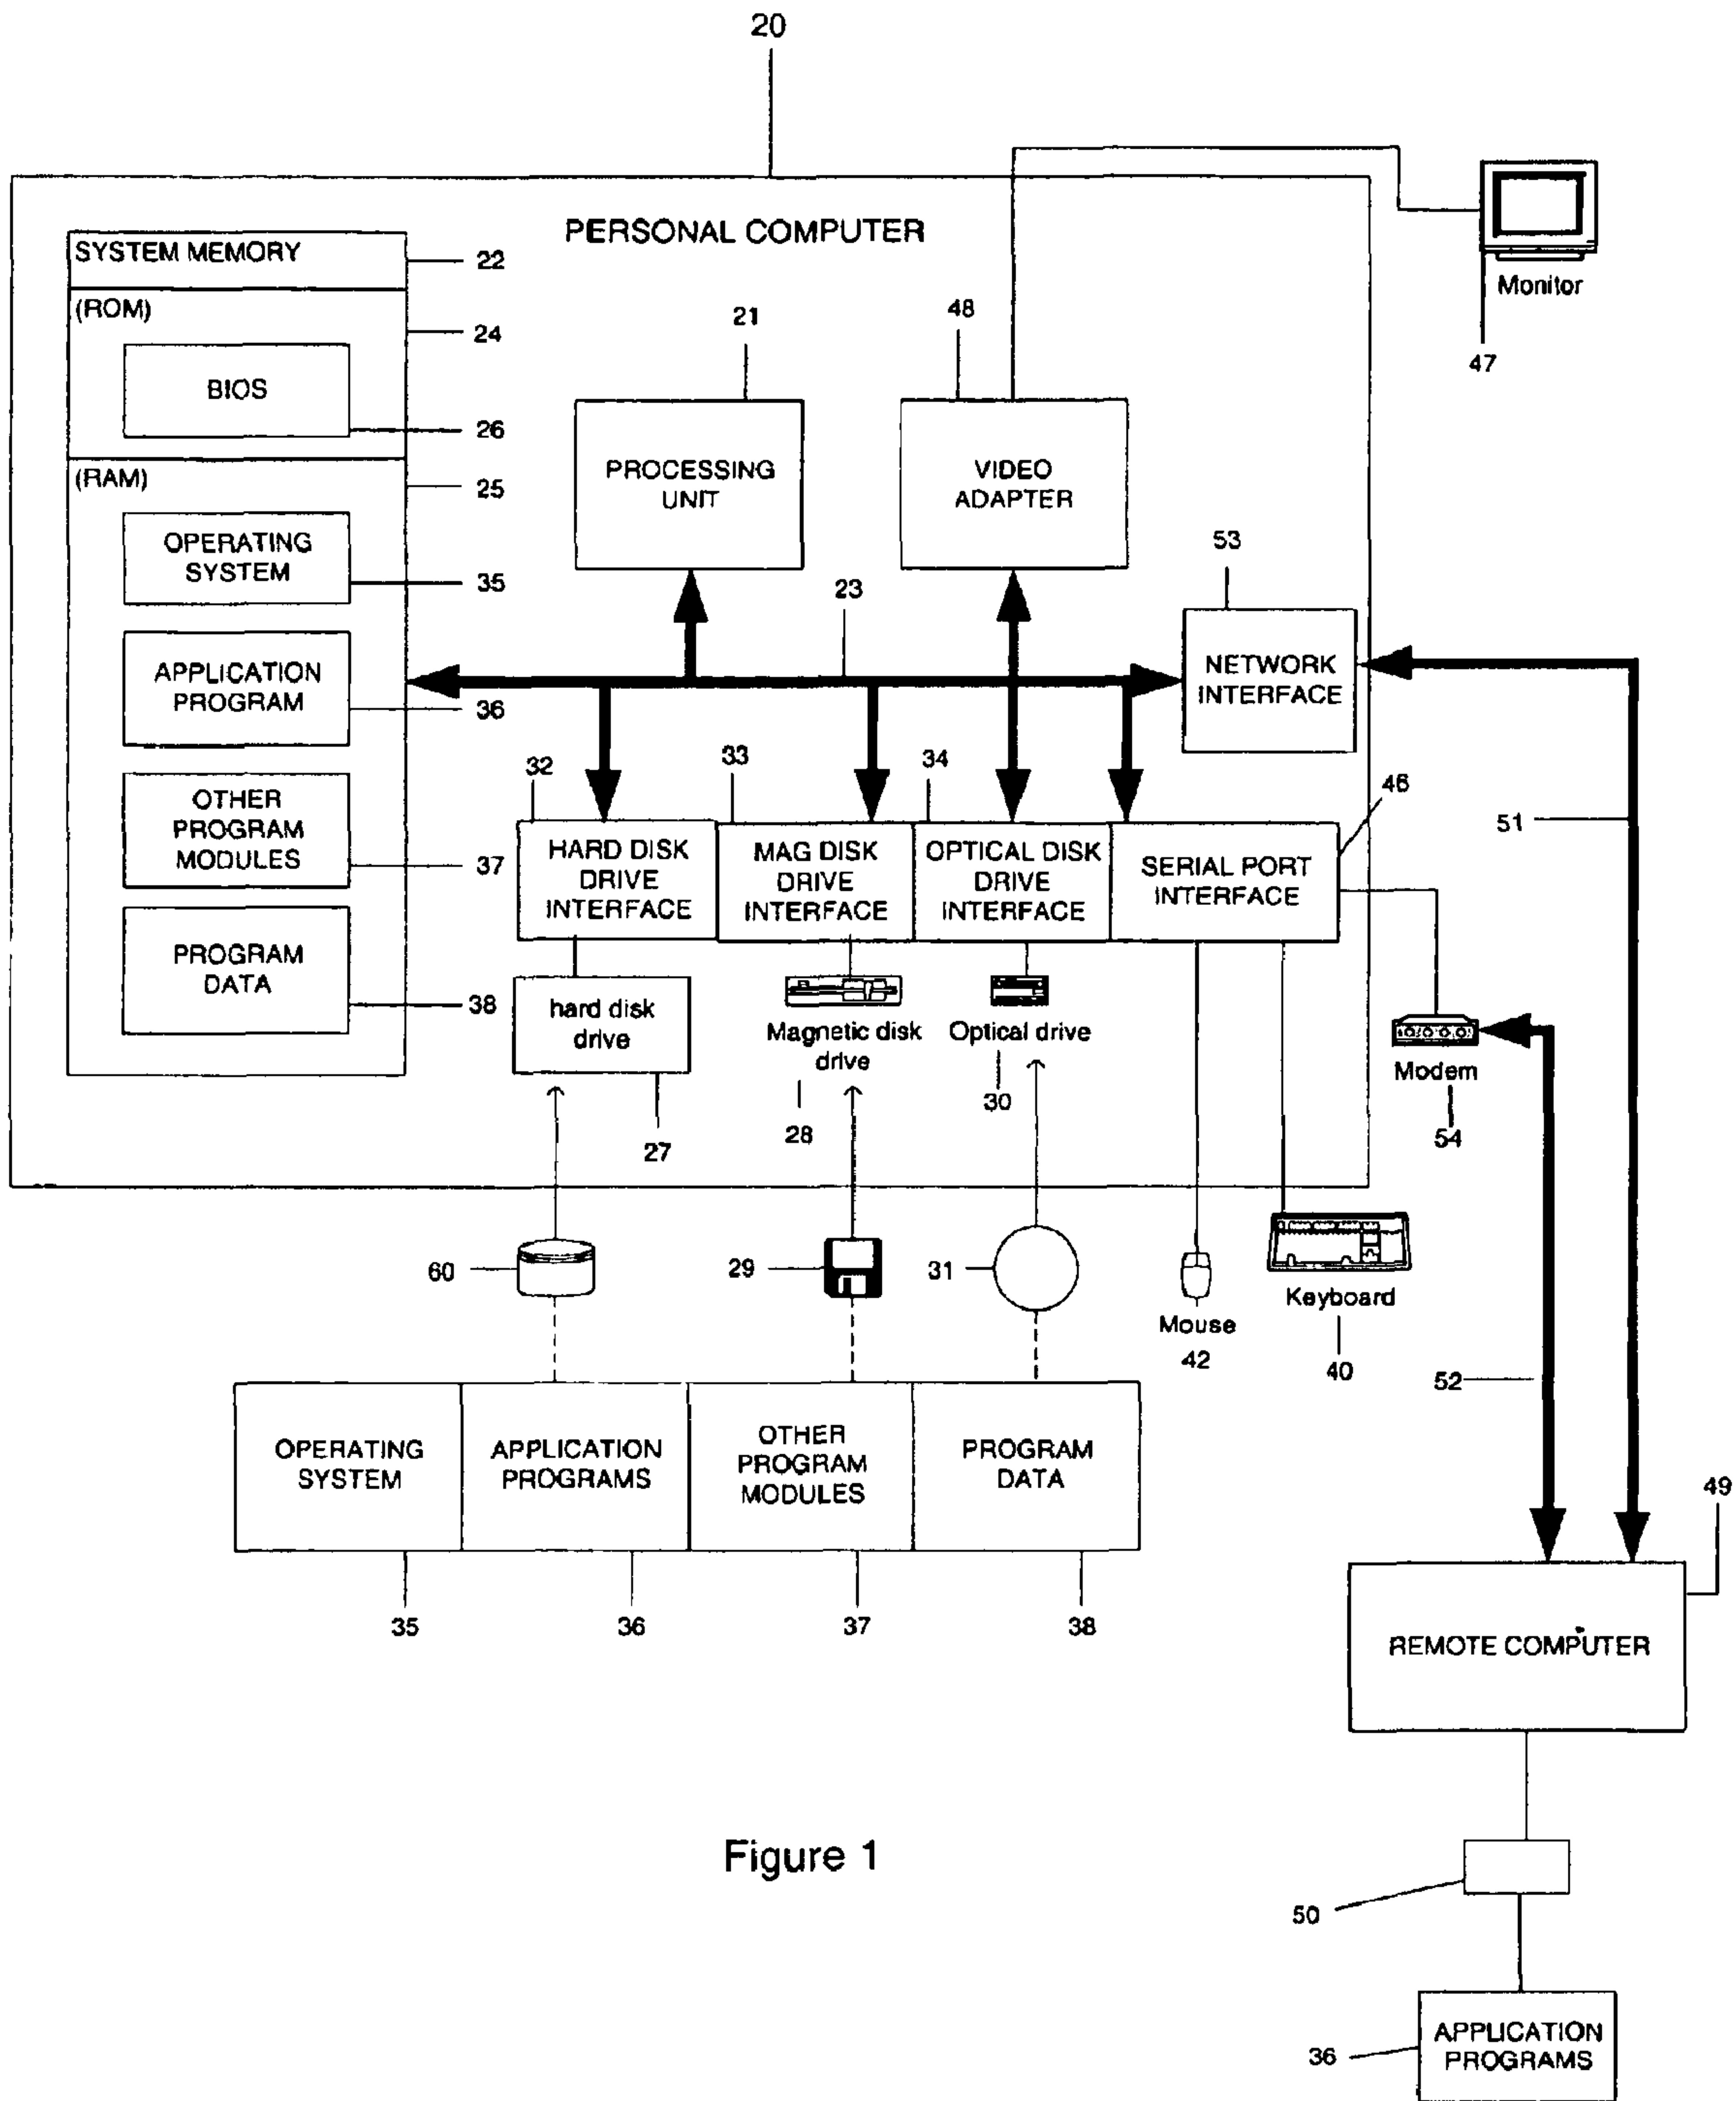 20
PERSONAL COMPUTER
SYSTEM MEMORY
22
(ROM)
24
BIOS
26
(RAM)
25
OPERATING
SYSTEM
35
APPLICATION
PROGRAM
36
OTHER
PROGRAM
MODULES
37
PROGRAM
DATA
38
21
PROCESSING
UNIT
48
VIDEO
ADAPTER
Monitor
47
23
53
NETWORK
INTERFACE
32
HARD DISK
DRIVE
INTERFACE
33
MAG DISK
DRIVE
INTERFACE
34
OPTICAL DISK
DRIVE
INTERFACE
46
SERIAL PORT
INTERFACE
51
hard disk
drive
27
Magnetic disk
drive
28
Optical drive
30
Modem
54
60
29
31
Mouse
42
Keyboard
40
52
OPERATING
SYSTEM
35
APPLICATION
PROGRAMS
36
OTHER
PROGRAM
MODULES
37
PROGRAM
DATA
38
49
REMOTE COMPUTER
50
36
APPLICATION
PROGRAMS
Figure 1